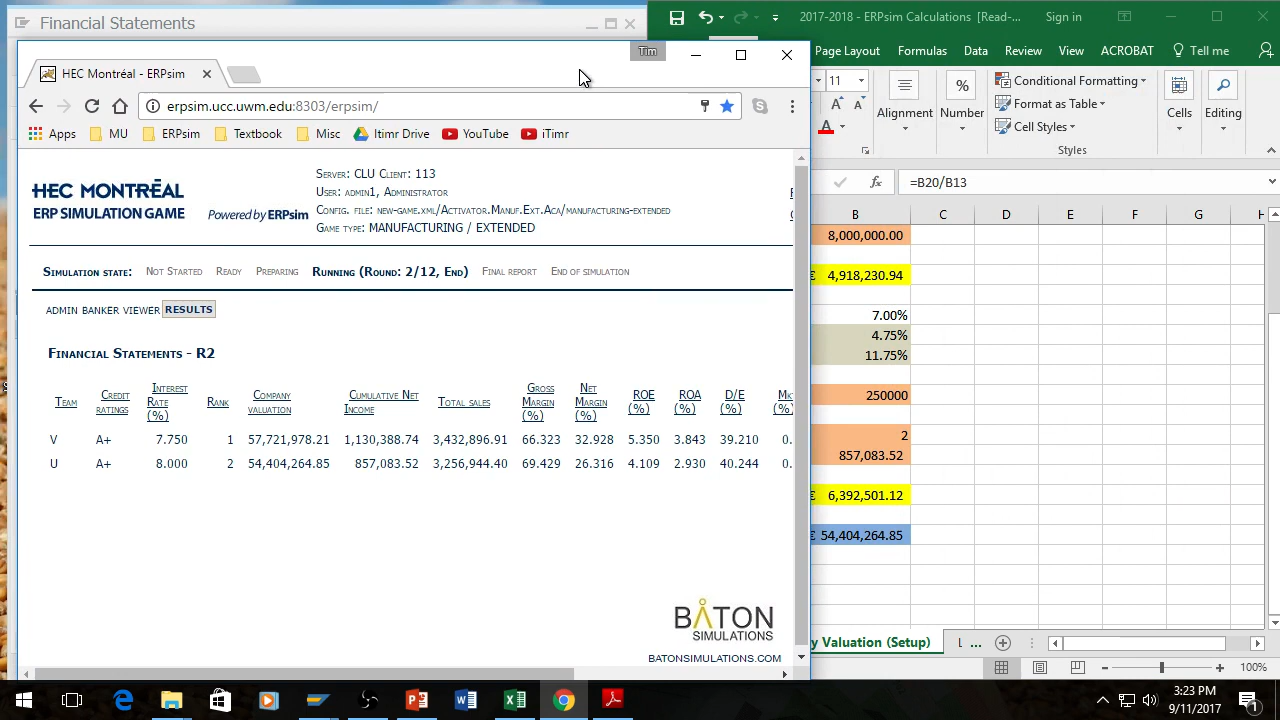 Financial Statements
2017-2018 - ERPsim Calculations [Read-... Sign in
Tim
Page Layout Formulas Data Review View ACROBAT Tell me
HEC Montréal - ERPsim
erpsim.ucc.uwm.edu:8303/erpsim/
Apps MU ERPsim Textbook Misc ltimr Drive YouTube iTimr
11
A A
A
Alignment
%
Number
Conditional Formatting
Format as Table
Cell Styles
Styles
Cells
Editing
fx =B20/B13
HEC MONTRĒAL
ERP SIMULATION GAME
Powered by ERPsim
Server: CLU Client: 113
User: admin1, Administrator
Config. file: new-game.xml/Activator.Manuf.Ext.Aca/manufacturing-extended
Game type: MANUFACTURING / EXTENDED
Simulation state: Not Started Ready Preparing Running (Round: 2/12, End) Final report End of simulation
ADMIN BANKER VIEWER RESULTS
Financial Statements - R2
Team Credit ratings Interest Rate (%) Rank Company valuation Cumulative Net Income Total sales Gross Margin (%) Net Margin (%) ROE (%) ROA (%) D/E (%)
V A+ 7.750 1 57,721,978.21 1,130,388.74 3,432,896.91 66.323 32.928 5.350 3.843 39.210 0.
U A+ 8.000 2 54,404,264.85 857,083.52 3,256,944.40 69.429 26.316 4.109 2.930 40.244 0.
BATON
SIMULATIONS
BATONSIMULATIONS.COM
B C D E F G H
8,000,000.00
€ 4,918,230.94
7.00%
4.75%
11.75%
250000
2
857,083.52
€ 6,392,501.12
€ 54,404,264.85
y Valuation (Setup) ...
100%
3:23 PM
9/11/2017
1